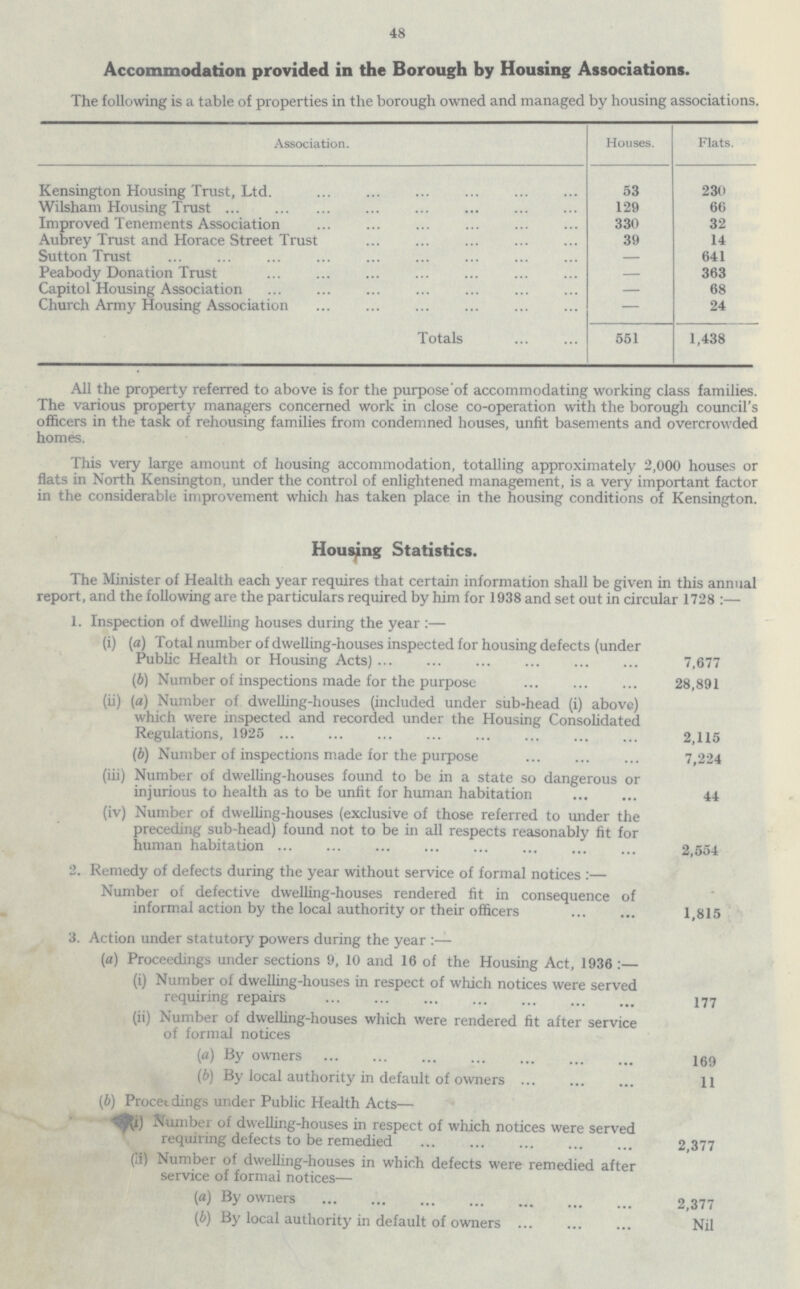 48
Accommodation provided in the Borough by Housing Associations.
The following is a table of properties in the borough owned and managed by housing associations.
Association. Houses. Flats.
Kensington Housing Trust, Ltd. ... ... ... ... ... ... 53 230
Wilsham Housing Trust ... ... ... ... ... ... ... ... 129 66
Improved Tenements Association ... ... ... ... ... ... 330 32
Aubrey Trust and Horace Street Trust ... ... ... ... ... 39 14
Sutton Trust ... ... ... ... ... ... ... ... ... — 641
Peabody Donation Trust ... ... ... ... ... ... ... — 363
Capitol Housing Association ... ... ... ... ... ... ... — 68
Church Army Housing Association ... ... ... ... ... ... — 24
Totals ... ... 551 1,438
All the property referred to above is for the purpose of accommodating working class families.
The various property managers concerned work in close co-operation with the borough council's
officers in the task of rehousing families from condemned houses, unfit basements and overcrowded
homes.
This very large amount of housing accommodation, totalling approximately 2,000 houses or
flats in North Kensington, under the control of enlightened management, is a very important factor
in the considerable improvement which has taken place in the housing conditions of Kensington.
Housing Statistics.
The Minister of Health each year requires that certain information shall be given in this annual
report, and the following are the particulars required by him for 1938 and set out in circular 1728 :—
1. Inspection of dwelling houses during the year :—
(i) (a) Total number of dwelling-houses inspected for housing defects (under
Public Health or Housing Acts) ... ... ... ... ... ... 7,677
(b) Number of inspections made for the purpose ... ... ... 28,891
(ii) (a) Number of dwelling-houses (included under sub-head (i) above)
which were inspected and recorded under the Housing Consolidated
Regulations, 1925 ... ... ... ... ... ... ... ... 2,115
(b) Number of inspections made for the purpose ... ... ... 7,224
(iii) Number of dwelling-houses found to be in a state so dangerous or
injurious to health as to be unfit for human habitation ... ... 44
(iv) Number of dwelling-houses (exclusive of those referred to under the
preceding sub-head) found not to be in all respects reasonably fit for
human habitation ... ... ... ... ... ... ... ... 2,554
2. Remedy of defects during the year without service of formal notices :—
Number of defective dwelling-houses rendered fit in consequence of
informal action by the local authority or their officers ... ... 1,815
3. Action under statutory powers during the year :—
(a) Proceedings under sections 9, 10 and 16 of the Housing Act, 1936 :—
(i) Number of dwelling-houses in respect of which notices were served
requiring repairs ... ... ... ... ... ... ... 177
(ii) Number of dwelling-houses which were rendered fit after service
of formal notices
(a) By owners ... ... ... ... ... ... ... 169
(b) By local authority in default of owners ... ... ... 11
(b) Proceedings under Public Health Acts—
(i) Number of dwelling-houses in respect of which notices were served
requiring defects to be remedied ... ... ... ... ... 2,377
(ii) Number of dwelling-houses in which defects were remedied after
service of formal notices—
(a) By owners ... ... ... ... ... ... ... 2,377
(b) By local authority in default of owners ... ... ... Nil